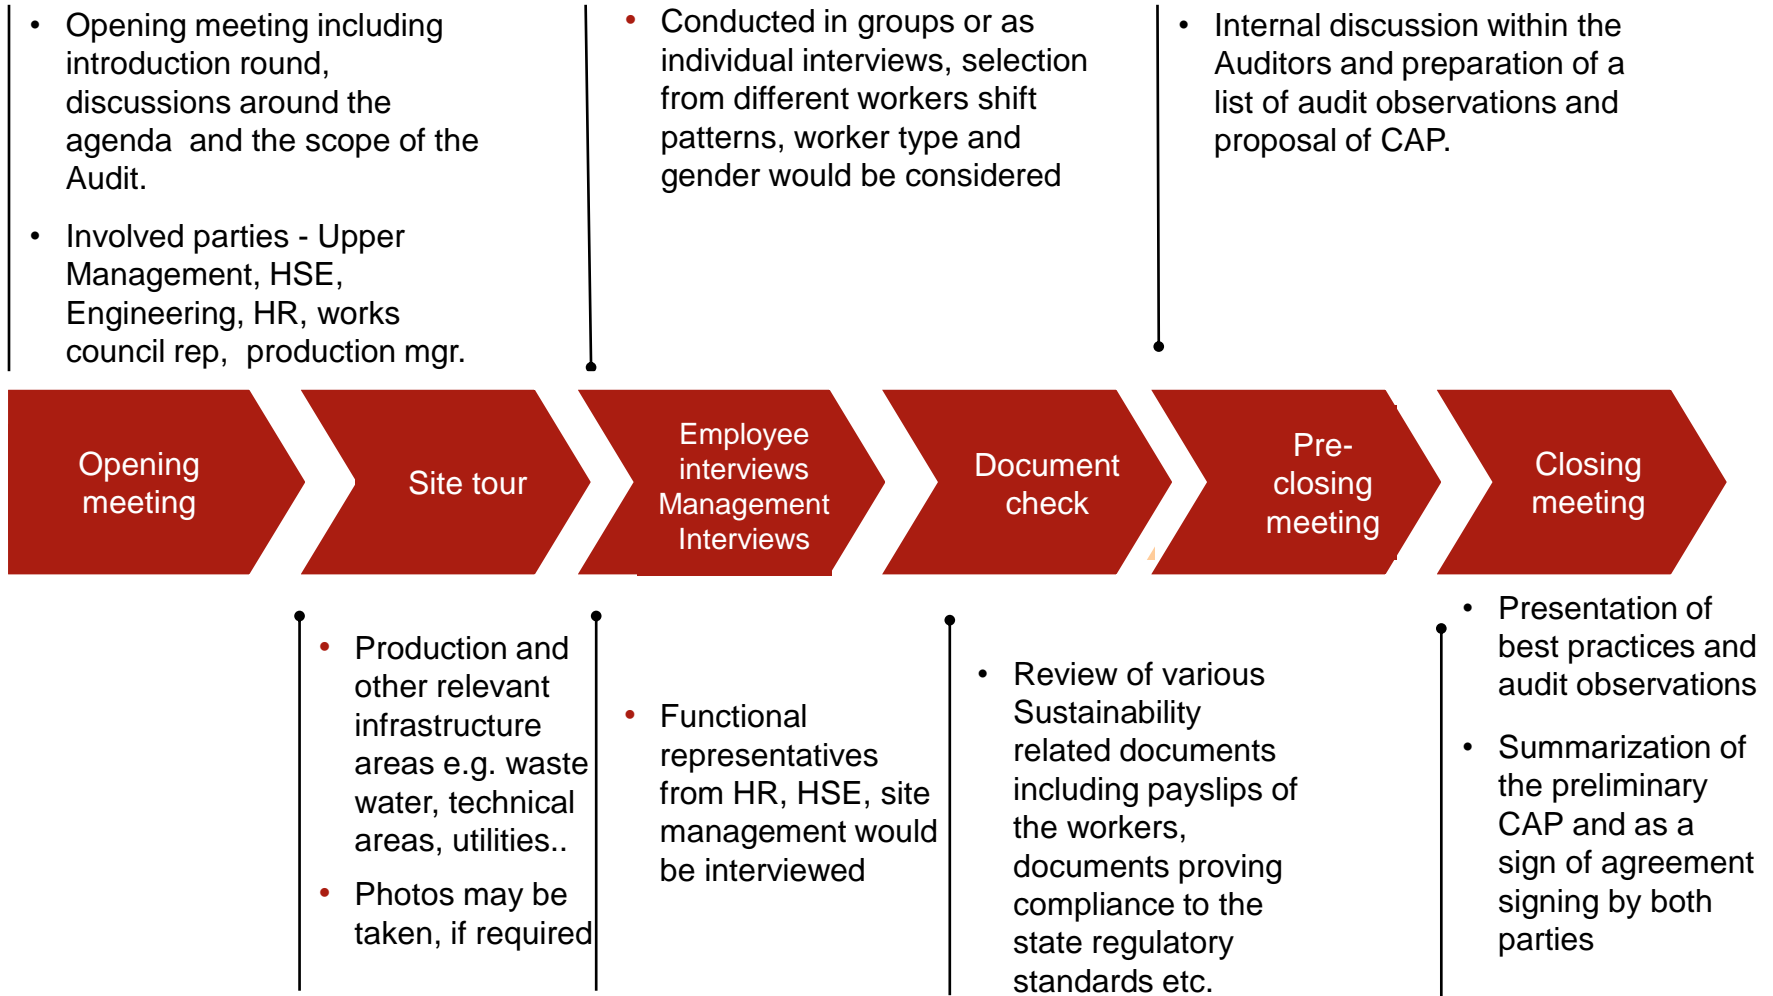 • Opening meeting including
introduction round,
discussions around the
agenda  and the scope of the
Audit.
• Involved parties - Upper
Management, HSE,
Engineering, HR, works
council rep,  production mgr.
• Conducted in groups or as
individual interviews, selection
from different workers shift
patterns, worker type and
gender would be considered
• Internal discussion within the
Auditors and preparation of a
list of audit observations and
proposal of CAP.
Opening
meeting
Site tour
Employee
interviews
Management
Interviews
Document
check
Pre-
closing
meeting
Closing
meeting
• Production and
other relevant
infrastructure
areas e.g. waste
water, technical
areas, utilities..
• Photos may be
taken, if required
• Functional
representatives
from HR, HSE, site
management would
be interviewed
• Review of various
Sustainability
related documents
including payslips of
the workers,
documents proving
compliance to the
state regulatory
standards etc.
• Presentation of
best practices and
audit observations
• Summarization of
the preliminary
CAP and as a
sign of agreement
signing by both
parties